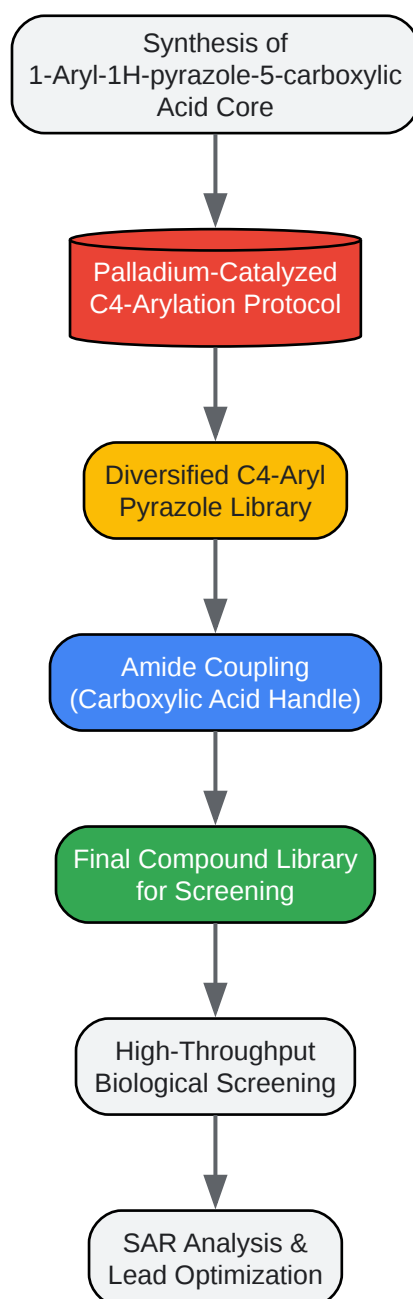 Synthesis of
1-Aryl-1H-pyrazole-5-carboxylic
Acid Core
Palladium-Catalyzed
C4-Arylation Protocol
Diversified C4-Aryl
Pyrazole Library
Amide Coupling
(Carboxylic Acid Handle)
Final Compound Library
for Screening
High-Throughput
Biological Screening
SAR Analysis &
Lead Optimization